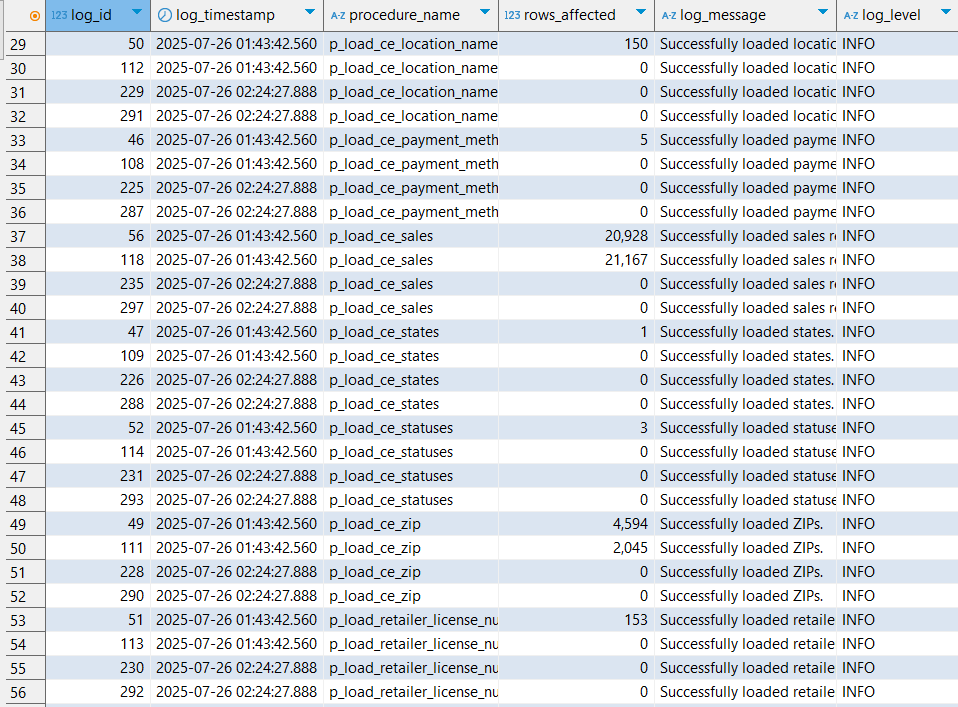 123 log_id log_timestamp A-Z procedure_name 123 rows_affected A-Z log_message A-Z log_level
29 50 2025-07-26 01:43:42.560 p_load_ce_location_name 150 Successfully loaded locatic INFO
30 112 2025-07-26 01:43:42.560 p_load_ce_location_name 0 Successfully loaded locatic INFO
31 229 2025-07-26 02:24:27.888 p_load_ce_location_name 0 Successfully loaded locatic INFO
32 291 2025-07-26 02:24:27.888 p_load_ce_location_name 0 Successfully loaded locatic INFO
33 46 2025-07-26 01:43:42.560 p_load_ce_payment_meth 5 Successfully loaded payme INFO
34 108 2025-07-26 01:43:42.560 p_load_ce_payment_meth 0 Successfully loaded payme INFO
35 225 2025-07-26 02:24:27.888 p_load_ce_payment_meth 0 Successfully loaded payme INFO
36 287 2025-07-26 02:24:27.888 p_load_ce_payment_meth 0 Successfully loaded payme INFO
37 56 2025-07-26 01:43:42.560 p_load_ce_sales 20,928 Successfully loaded sales re INFO
38 118 2025-07-26 01:43:42.560 p_load_ce_sales 21,167 Successfully loaded sales re INFO
39 235 2025-07-26 02:24:27.888 p_load_ce_sales 0 Successfully loaded sales re INFO
40 297 2025-07-26 02:24:27.888 p_load_ce_sales 0 Successfully loaded sales re INFO
41 47 2025-07-26 01:43:42.560 p_load_ce_states 1 Successfully loaded states. INFO
42 109 2025-07-26 01:43:42.560 p_load_ce_states 0 Successfully loaded states. INFO
43 226 2025-07-26 02:24:27.888 p_load_ce_states 0 Successfully loaded states. INFO
44 288 2025-07-26 02:24:27.888 p_load_ce_states 0 Successfully loaded states. INFO
45 52 2025-07-26 01:43:42.560 p_load_ce_statuses 3 Successfully loaded statuse INFO
46 114 2025-07-26 01:43:42.560 p_load_ce_statuses 0 Successfully loaded statuse INFO
47 231 2025-07-26 02:24:27.888 p_load_ce_statuses 0 Successfully loaded statuse INFO
48 293 2025-07-26 02:24:27.888 p_load_ce_statuses 0 Successfully loaded statuse INFO
49 49 2025-07-26 01:43:42.560 p_load_ce_zip 4,594 Successfully loaded ZIPs. INFO
50 111 2025-07-26 01:43:42.560 p_load_ce_zip 2,045 Successfully loaded ZIPs. INFO
51 228 2025-07-26 02:24:27.888 p_load_ce_zip 0 Successfully loaded ZIPs. INFO
52 290 2025-07-26 02:24:27.888 p_load_ce_zip 0 Successfully loaded ZIPs. INFO
53 51 2025-07-26 01:43:42.560 p_load_retailer_license_nu 153 Successfully loaded retaile INFO
54 113 2025-07-26 01:43:42.560 p_load_retailer_license_nu 0 Successfully loaded retaile INFO
55 230 2025-07-26 02:24:27.888 p_load_retailer_license_nu 0 Successfully loaded retaile INFO
56 292 2025-07-26 02:24:27.888 p_load_retailer_license_nu 0 Successfully loaded retaile INFO